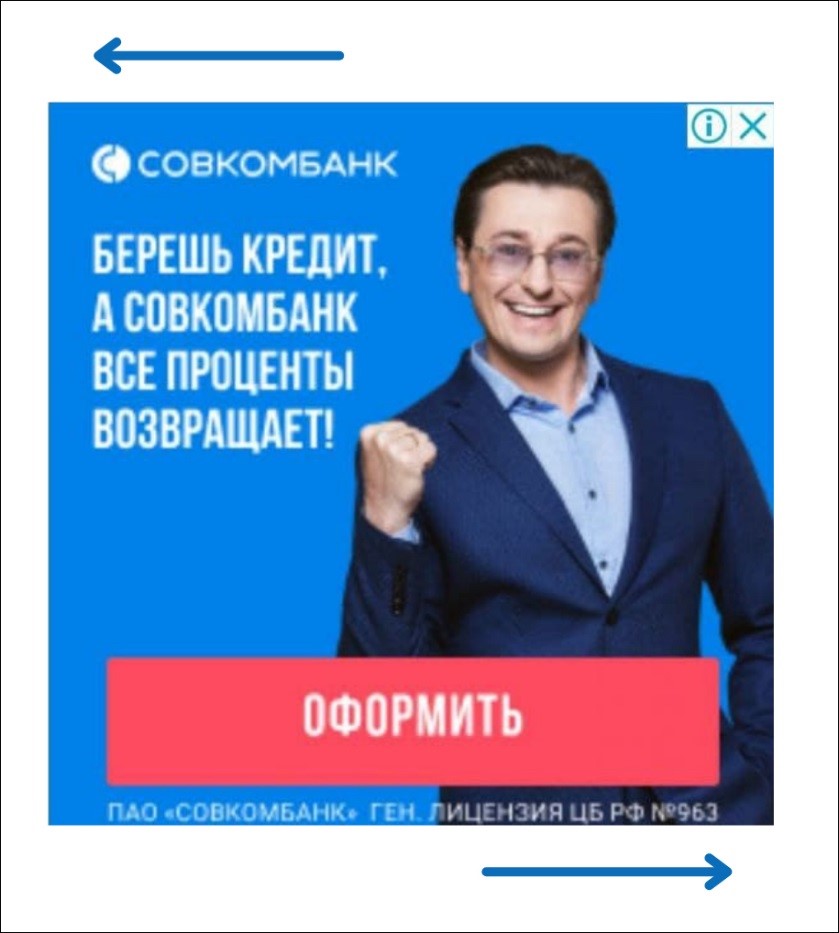 СОВКОМБАНК
БЕРЕШЬ КРЕДИТ,
А СОВКОМБАНК
ВСЕ ПРОЦЕНТЫ
ВОЗВРАЩАЕТ!
ОФОРМИТЬ
ПАО «СОВКОМБАНК» ГЕН. ЛИЦЕНЗИЯ ЦБ РФ №963